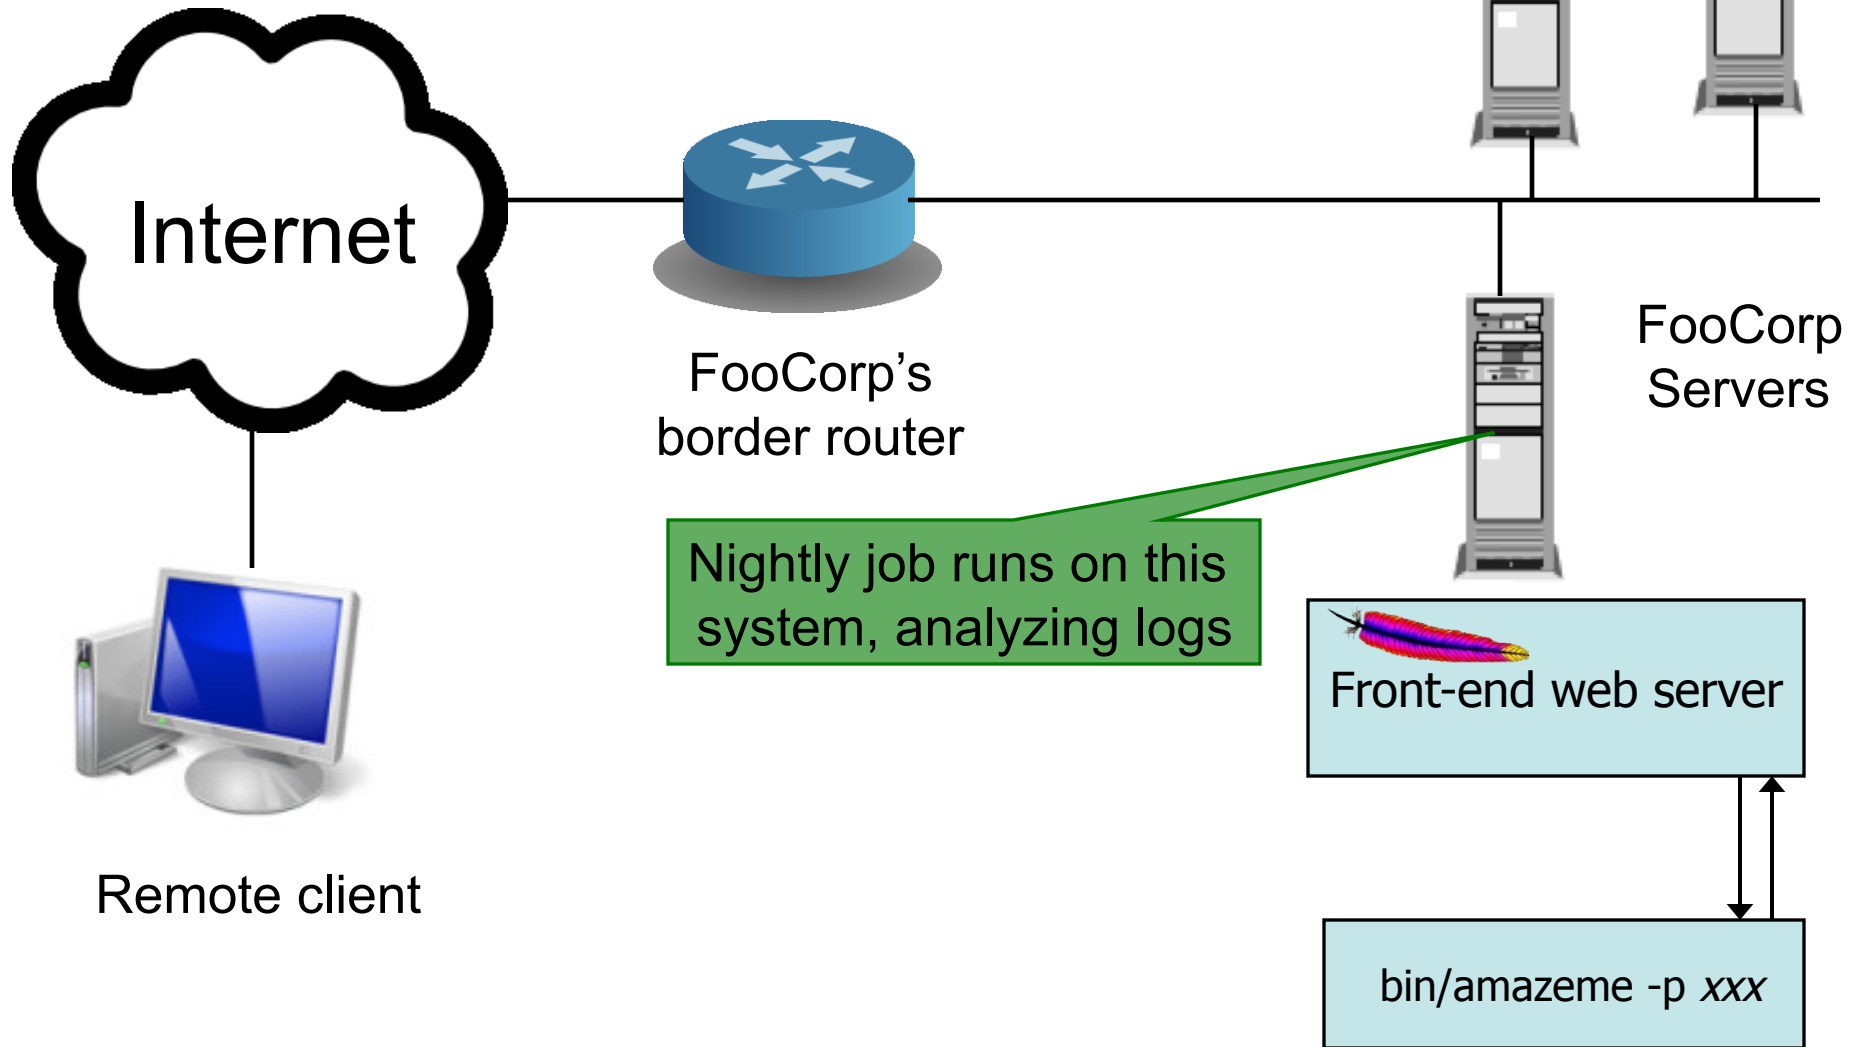 Internet
FooCorp’s
border router
FooCorp
Servers
Nightly job runs on this
system, analyzing logs
Remote client
Front-end web server
bin/amazeme -p xxx